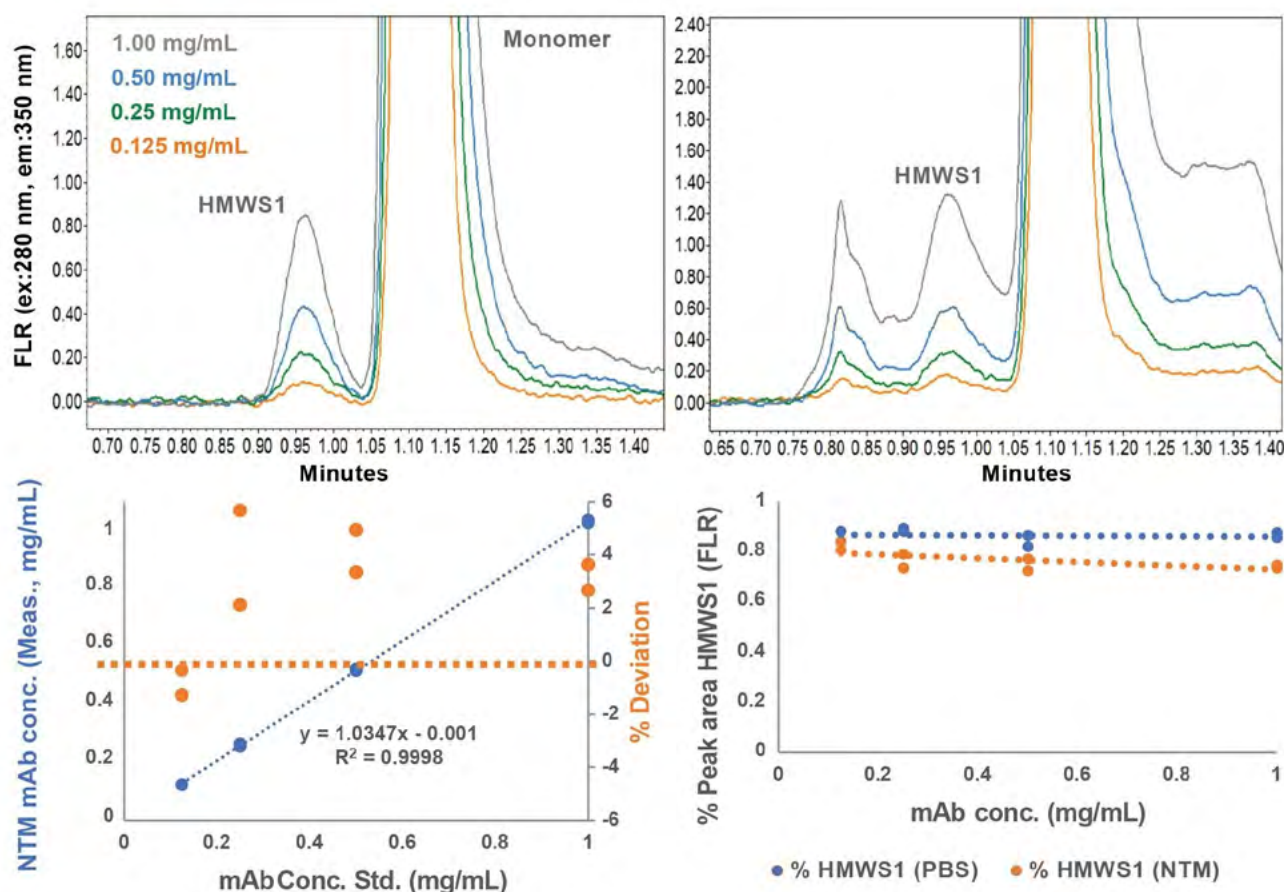 1.00 mg/mL
0.50 mg/mL
0.25 mg/mL
0.125 mg/mL
Monomer
HMWS1
FLR (ex:280 nm, em:350 nm)
1.60
1.40
1.20
1.00
0.80
0.60
0.40
0.20
0.00
0.70 0.75 0.80 0.85 0.90 0.95 1.00 1.05 1.10 1.15 1.20 1.25 1.30 1.35 1.40
Minutes
HMWS1
2.40
2.20
2.00
1.80
1.60
1.40
1.20
1.00
0.80
0.60
0.40
0.20
0.00
0.65 0.70 0.75 0.80 0.85 0.90 0.95 1.00 1.05 1.10 1.15 1.20 1.25 1.30 1.35 1.40
Minutes
NTM mAb conc. (Meas., mg/mL)
1
0.8
0.6
0.4
0.2
0
y = 1.0347x - 0.001
R² = 0.9998
6
4
2
0
-2
-4
-6
% Deviation
0 0.2 0.4 0.6 0.8 1
mAb Conc. Std. (mg/mL)
% Peak area HMWS1 (FLR)
1
0.8
0.6
0.4
0.2
0
0 0.2 0.4 0.6 0.8 1
mAb conc. (mg/mL)
% HMWS1 (PBS) % HMWS1 (NTM)